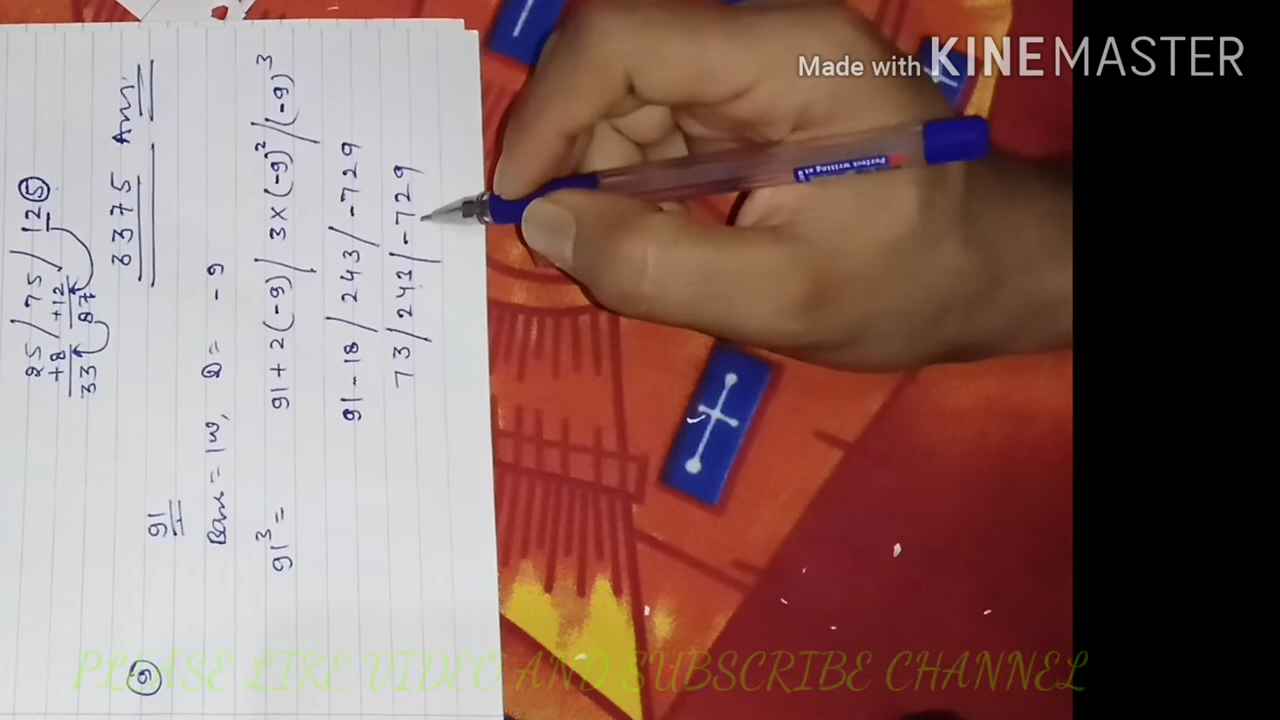 25 / 75 / 12⑤
+8 / +12
33 87
3375 Ans
91
Base = 100, D = -9
91³ = 91 + 2(-9) / 3 × (-9)² / (-9)³
91 - 18 / 243 / -729
73 / 243 / -729
Made with KINEMASTER
PLEASE LIKE VIDEO AND SUBSCRIBE CHANNEL